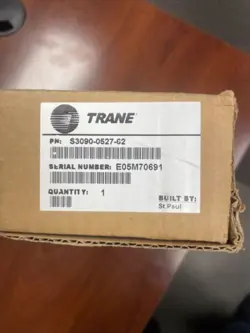 TRANE®
PN: S3090-0527-02
SERIAL NUMBER: E05M70691
QUANTITY: 1
BUILT BY:
St.Paul